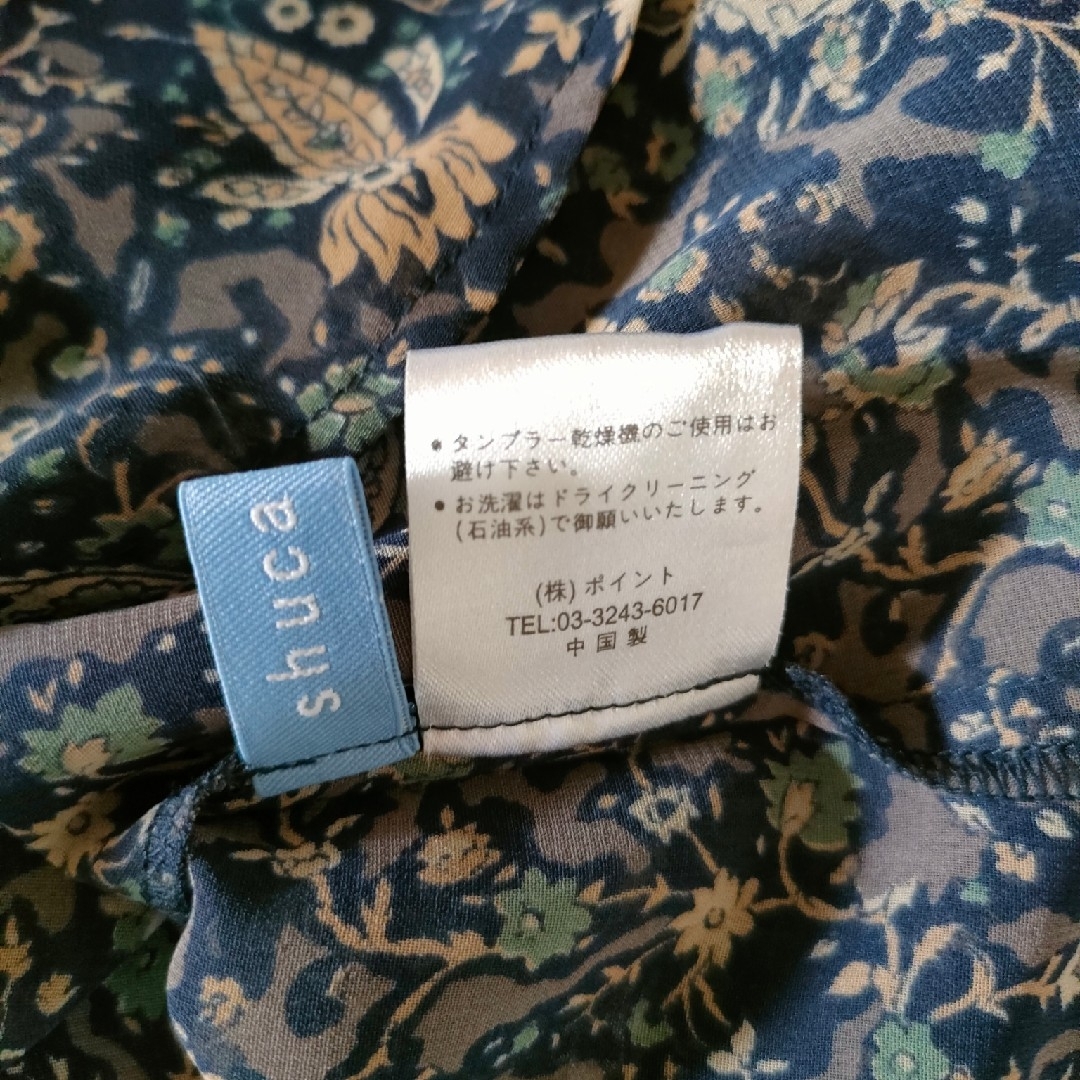 shuca
• タンブラー乾燥機のご使用はお
避け下さい。
• お洗濯はドライクリーニング
(石油系)で御願いいたします。
(株) ポイント
TEL:03-3243-6017
中国製